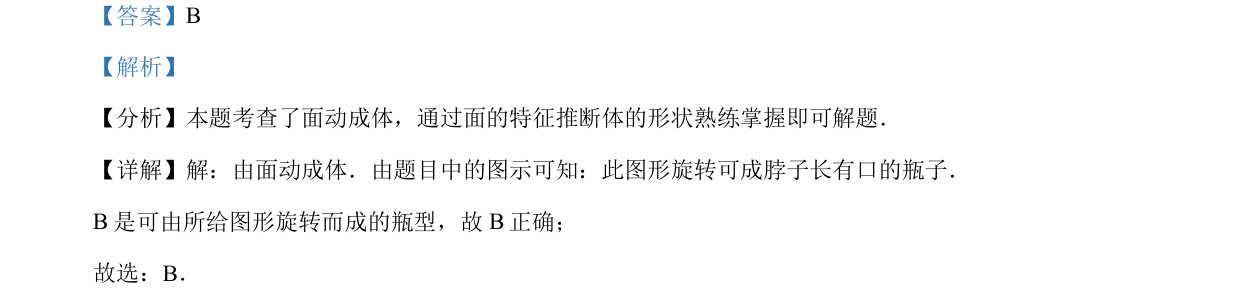 【答案】B
【解析】
【分析】本题考查了面动成体，通过面的特征推断体的形状熟练掌握即可解题．
【详解】解：由面动成体．由题目中的图示可知：此图形旋转可成脖子长有口的瓶子．
B 是可由所给图形旋转而成的瓶型，故 B 正确；
故选：B．